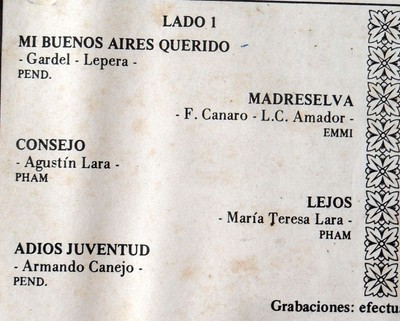 LADO 1
MI BUENOS AIRES QUERIDO
- Gardel - Lepera -
PEND.
MADRESELVA
- F. Canaro - L.C. Amador -
EMMI
CONSEJO
- Agustín Lara -
PHAM
LEJOS
- María Teresa Lara -
PHAM
ADIOS JUVENTUD
- Armando Canejo -
PEND.
Grabaciones: efectua